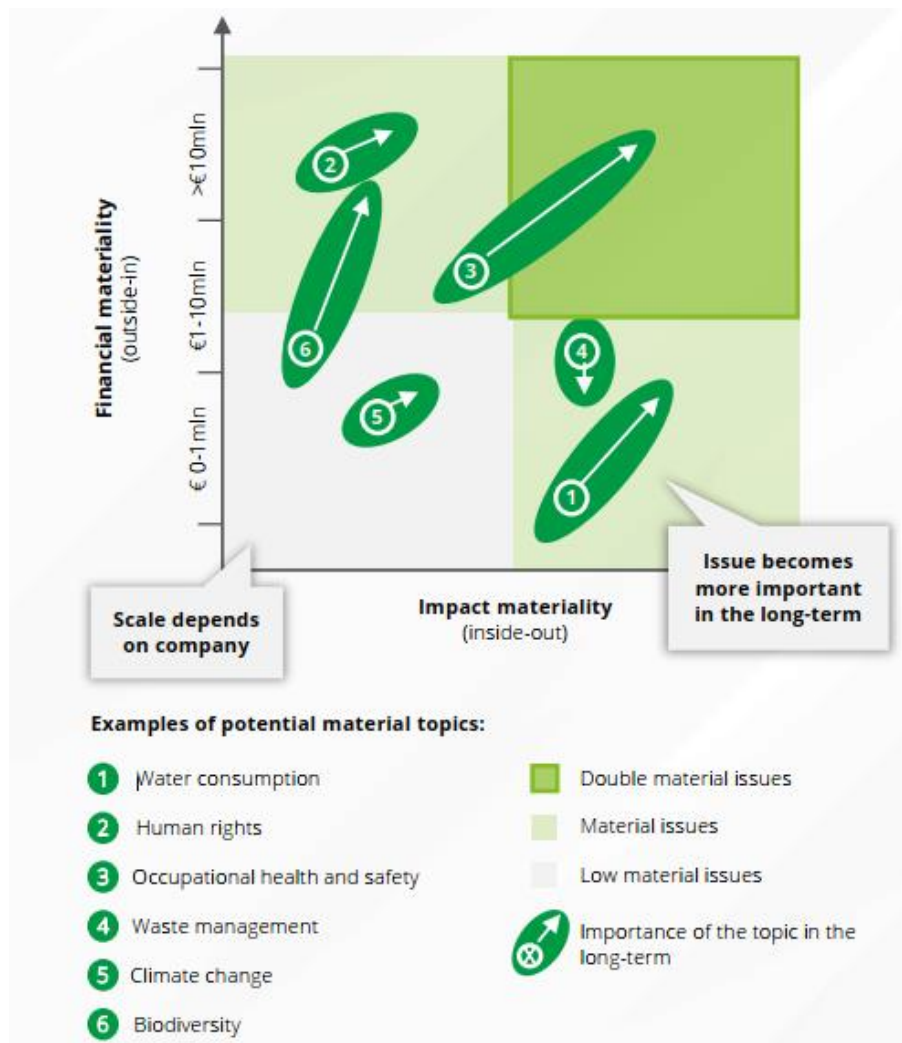 >€10mln
€1-10mln
€ 0-1mln
Financial materiality
(outside-in)
2
3
6
4
5
1
Scale depends
on company
Impact materiality
(inside-out)
Issue becomes
more important
in the long-term
Examples of potential material topics:
1 Water consumption
2 Human rights
3 Occupational health and safety
4 Waste management
5 Climate change
6 Biodiversity
Double material issues
Material issues
Low material issues
X Importance of the topic in the
long-term